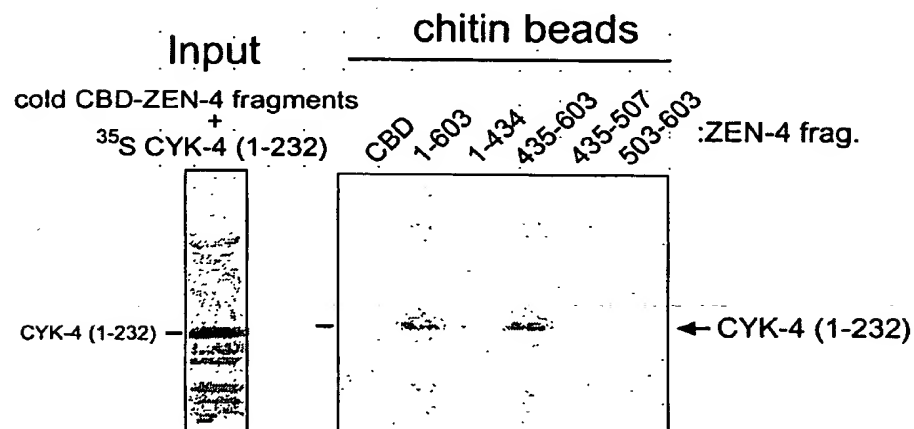 Input
chitin beads
cold CBD-ZEN-4 fragments
+
³⁵S CYK-4 (1-232)
CBD
1-603
1-434
435-603
435-507
503-603
:ZEN-4 frag.
CYK-4 (1-232)
CYK-4 (1-232)